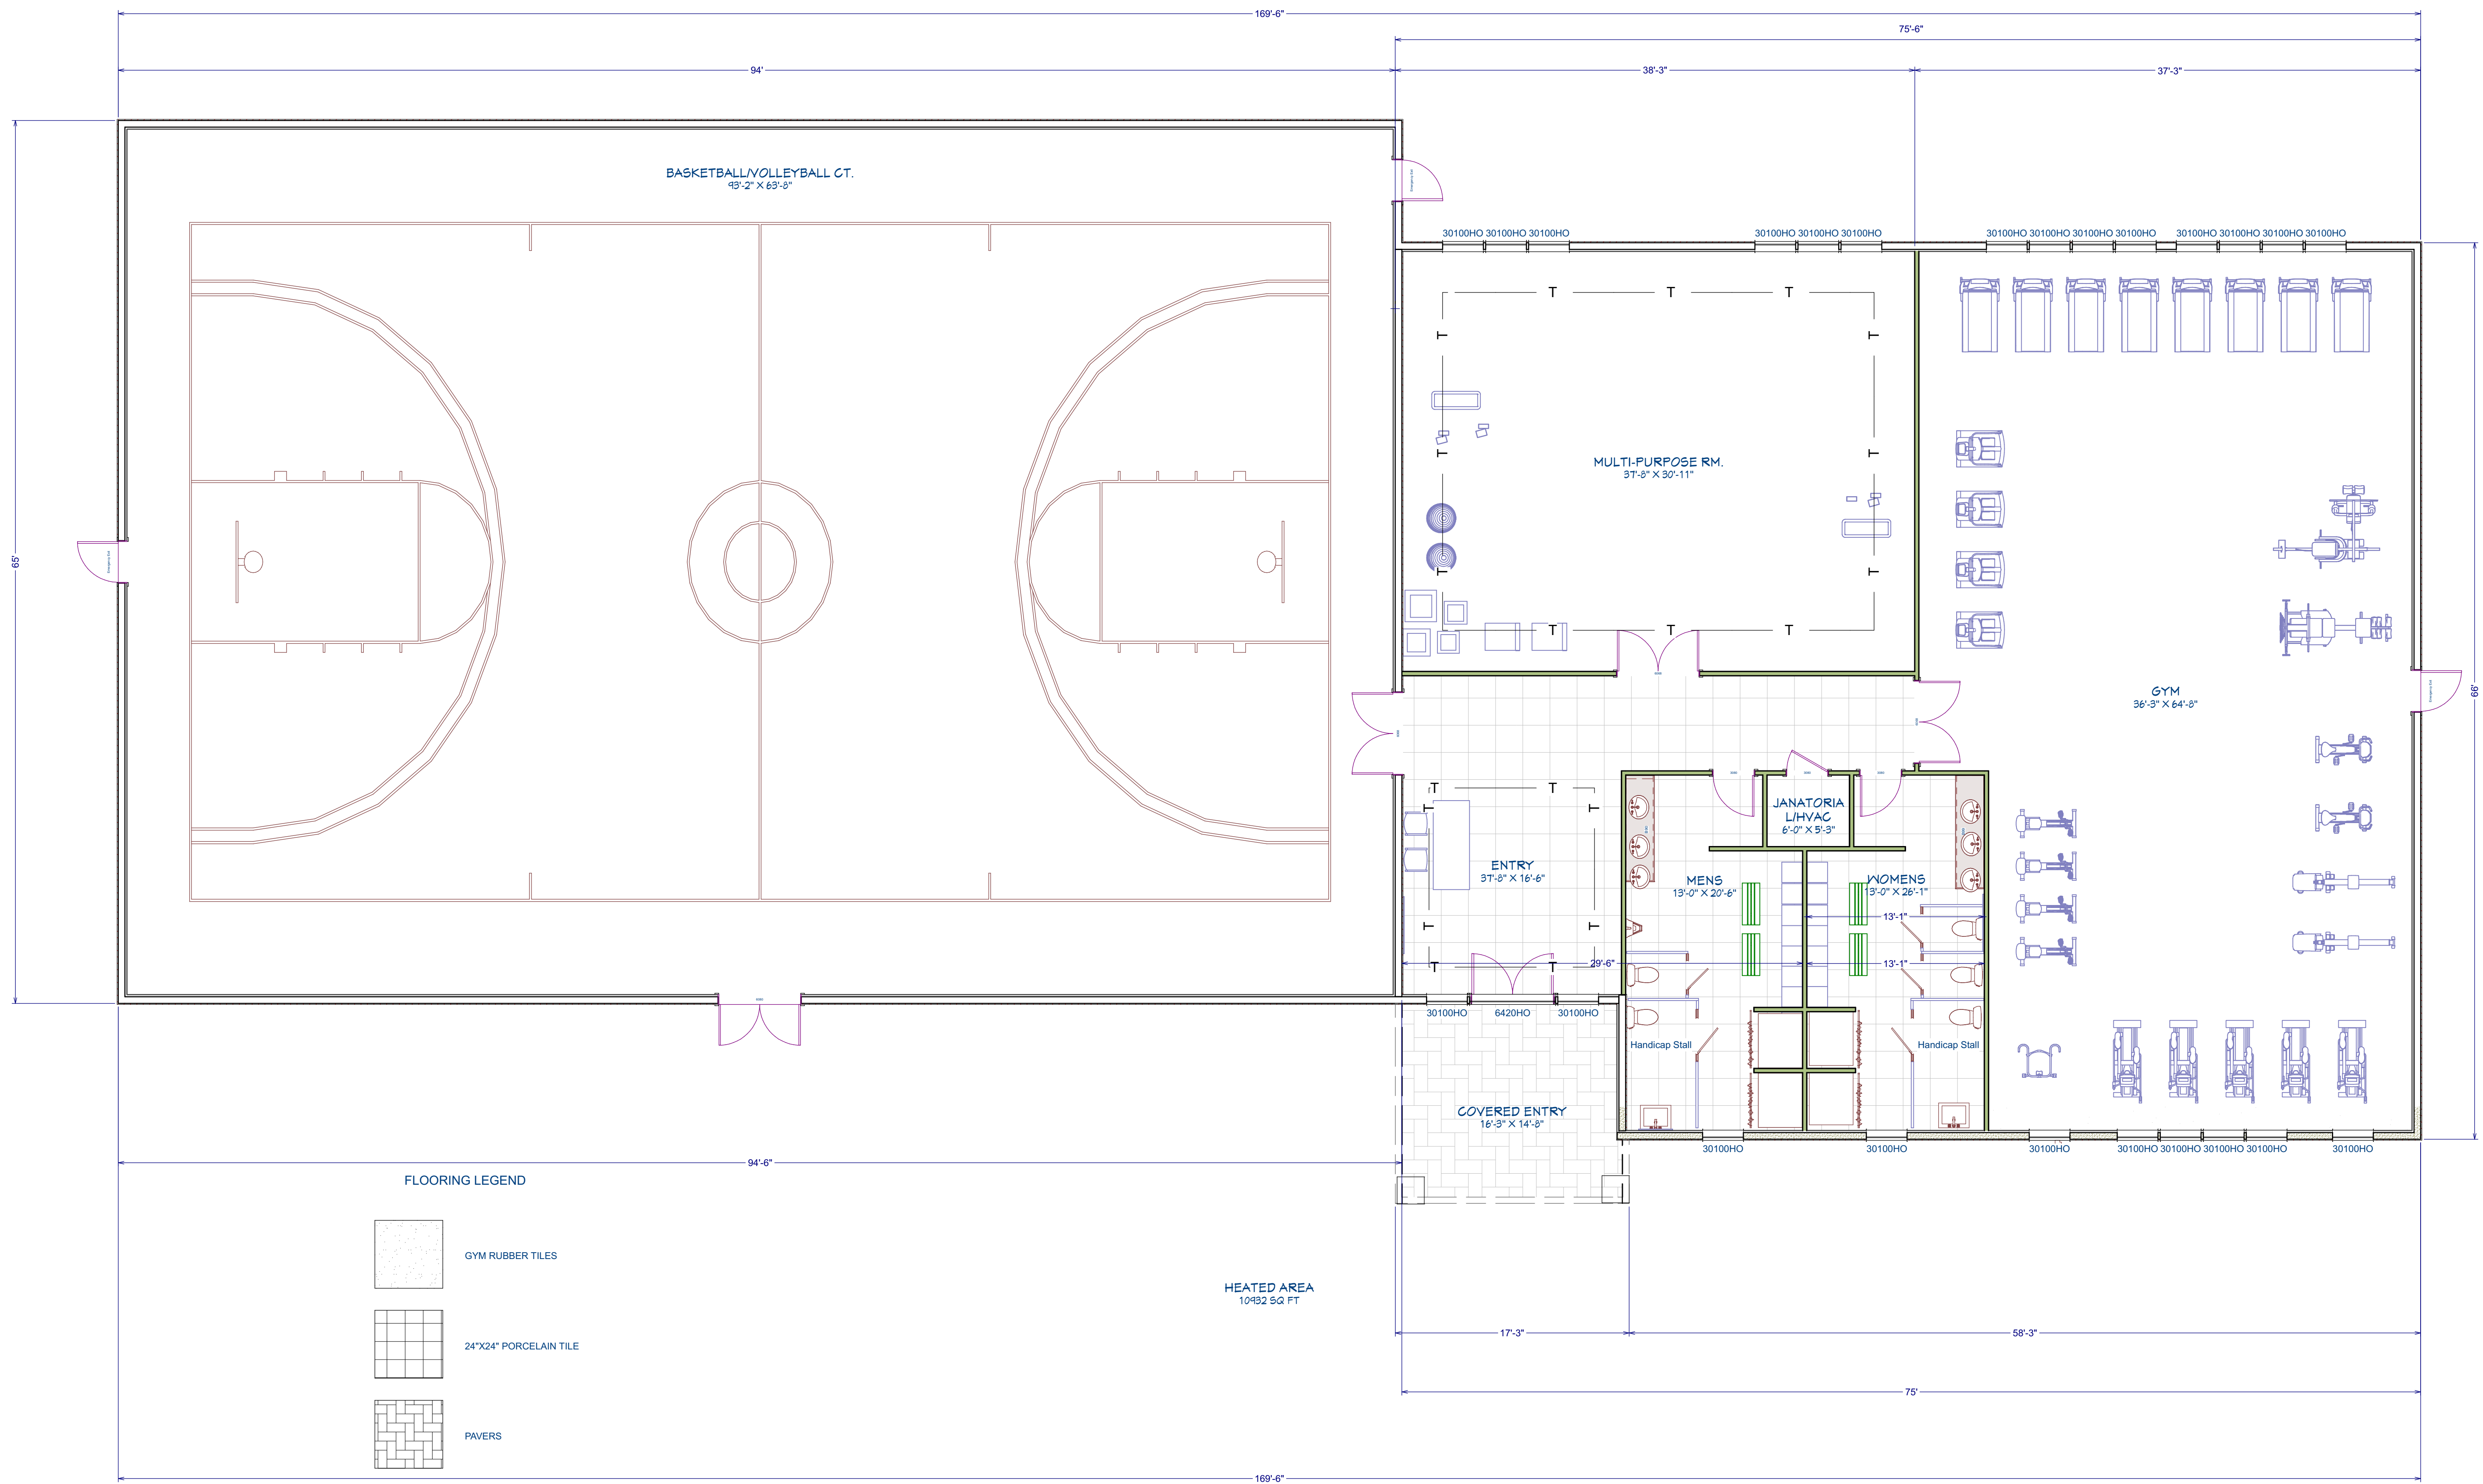 169'-6"
75'-6"
94'
38'-3"
37'-3"
BASKETBALL/VOLLEYBALL CT.
93'-2" X 63'-8"
Emergency Exit
30100HO 30100HO 30100HO
30100HO 30100HO 30100HO
30100HO 30100HO 30100HO 30100HO
30100HO 30100HO 30100HO 30100HO
T T T
T T
MULTI-PURPOSE RM.
37'-8" X 30'-11"
T T
65'
Emergency Exit
T T
T T T
GYM
36'-3" X 64'-8"
Emergency Exit
66'
T T
T T
JANATORIA
L/HVAC
6'-0" X 5'-3"
ENTRY
37'-8" X 16'-6"
MENS
13'-0" X 20'-6"
WOMENS
13'-0" X 26'-1"
13'-1"
T T
29'-6"
13'-1"
T T
30100HO 6420HO 30100HO
Handicap Stall
Handicap Stall
COVERED ENTRY
16'-3" X 14'-8"
30100HO
30100HO
30100HO
30100HO 30100HO 30100HO 30100HO
30100HO
94'-6"
FLOORING LEGEND
GYM RUBBER TILES
HEATED AREA
10932 SQ FT
17'-3"
58'-3"
24"X24" PORCELAIN TILE
75'
PAVERS
169'-6"